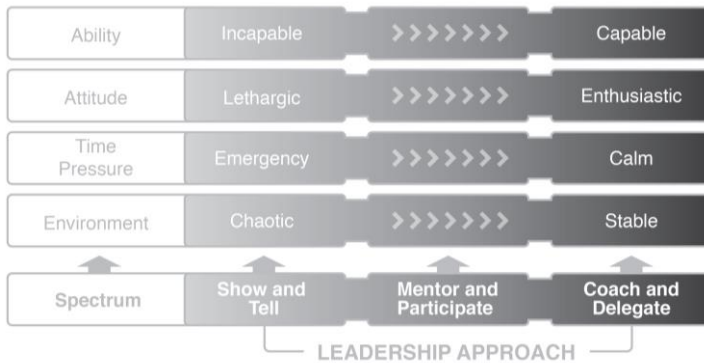 Ability Incapable >>>>>>> Capable
Attitude Lethargic >>>>>>> Enthusiastic
Time
Pressure
Emergency >>>>>>> Calm
Environment Chaotic >>>>>>> Stable
Spectrum
Show and
Tell
Mentor and
Participate
Coach and
Delegate
LEADERSHIP APPROACH